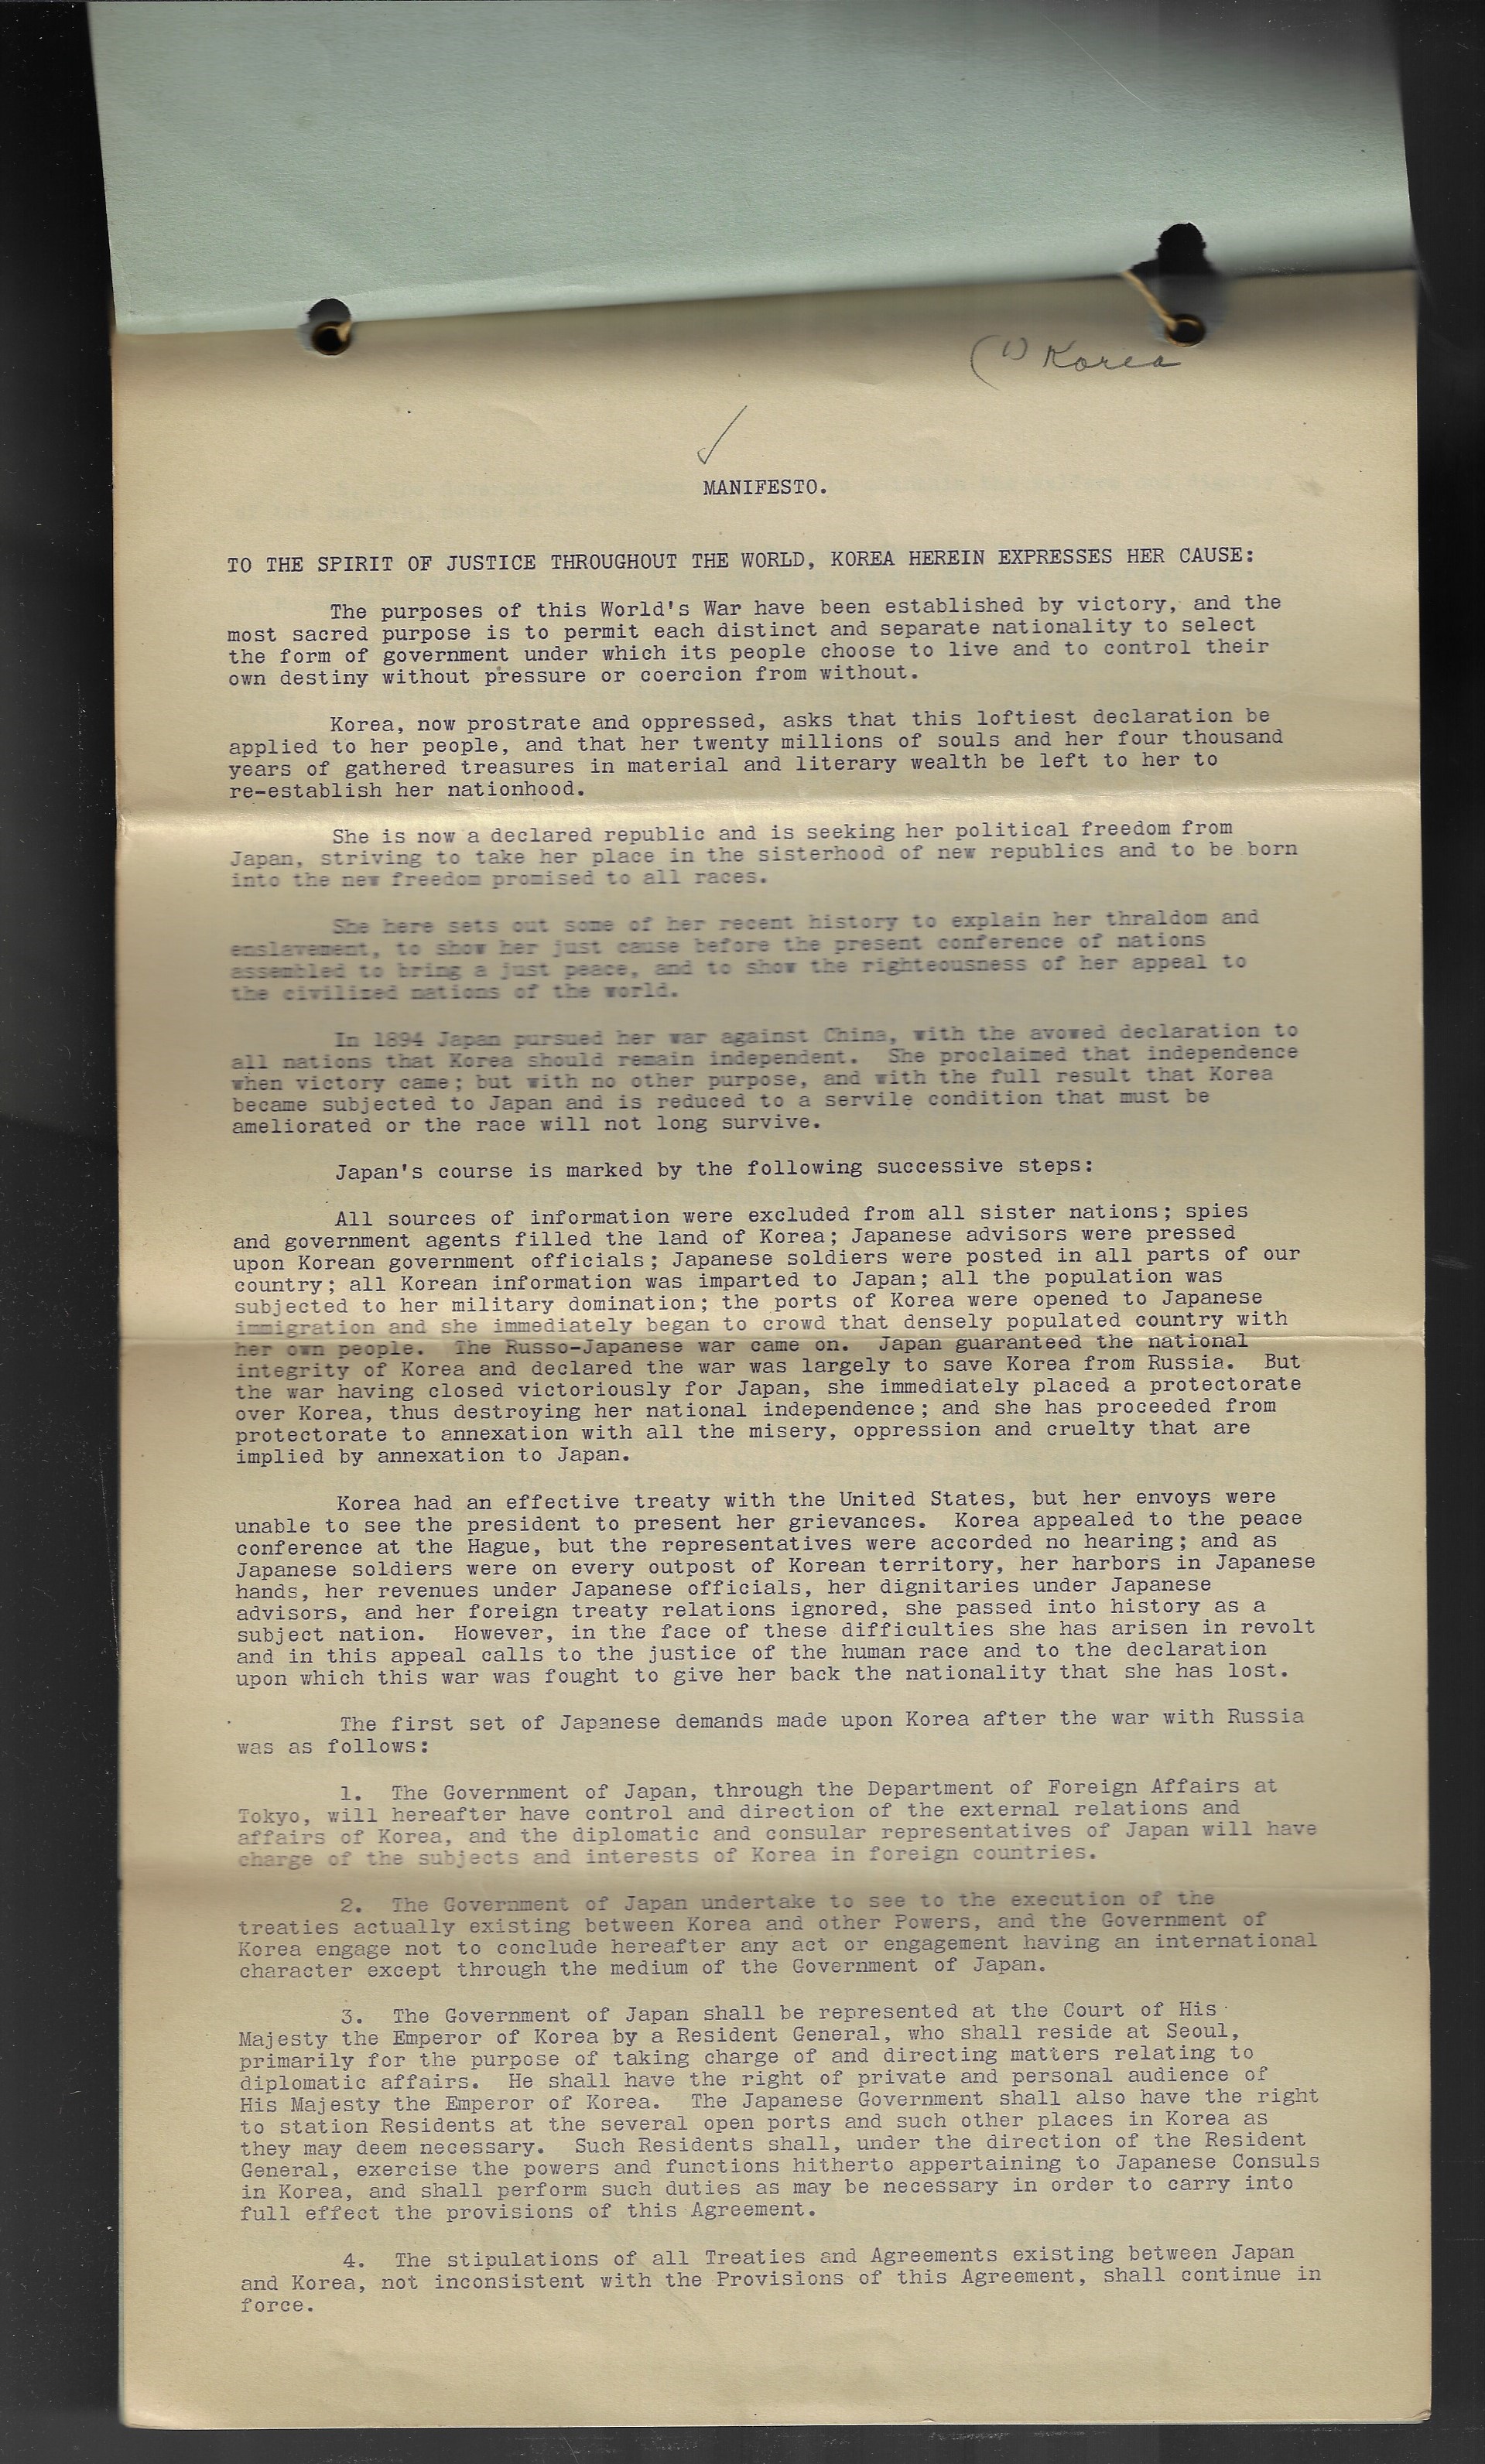 (1) Korea
MANIFESTO.
TO THE SPIRIT OF JUSTICE THROUGHOUT THE WORLD, KOREA HEREIN EXPRESSES HER CAUSE:
The purposes of this World's War have been established by victory, and the
most sacred purpose is to permit each distinct and separate nationality to select
the form of government under which its people choose to live and to control their
own destiny without pressure or coercion from without.
Korea, now prostrate and oppressed, asks that this loftiest declaration be
applied to her people, and that her twenty millions of souls and her four thousand
years of gathered treasures in material and literary wealth be left to her to
re-establish her nationhood.
She is now a declared republic and is seeking her political freedom from
Japan, striving to take her place in the sisterhood of new republics and to be born
into the new freedom promised to all races.
She here sets out some of her recent history to explain her thraldom and
enslavement, to show her just cause before the present conference of nations
assembled to bring a just peace, and to show the righteousness of her appeal to
the civilized nations of the world.
In 1894 Japan pursued her war against China, with the avowed declaration to
all nations that Korea should remain independent. She proclaimed that independence
when victory came; but with no other purpose, and with the full result that Korea
became subjected to Japan and is reduced to a servile condition that must be
ameliorated or the race will not long survive.
Japan's course is marked by the following successive steps:
All sources of information were excluded from all sister nations; spies
and government agents filled the land of Korea; Japanese advisors were pressed
upon Korean government officials; Japanese soldiers were posted in all parts of our
country; all Korean information was imparted to Japan; all the population was
subjected to her military domination; the ports of Korea were opened to Japanese
immigration and she immediately began to crowd that densely populated country with
her own people. The Russo-Japanese war came on. Japan guaranteed the national
integrity of Korea and declared the war was largely to save Korea from Russia. But
the war having closed victoriously for Japan, she immediately placed a protectorate
over Korea, thus destroying her national independence; and she has proceeded from
protectorate to annexation with all the misery, oppression and cruelty that are
implied by annexation to Japan.
Korea had an effective treaty with the United States, but her envoys were
unable to see the president to present her grievances. Korea appealed to the peace
conference at the Hague, but the representatives were accorded no hearing; and as
Japanese soldiers were on every outpost of Korean territory, her harbors in Japanese
hands, her revenues under Japanese officials, her dignitaries under Japanese
advisors, and her foreign treaty relations ignored, she passed into history as a
subject nation. However, in the face of these difficulties she has arisen in revolt
and in this appeal calls to the justice of the human race and to the declaration
upon which this war was fought to give her back the nationality that she has lost.
The first set of Japanese demands made upon Korea after the war with Russia
was as follows:
1. The Government of Japan, through the Department of Foreign Affairs at
Tokyo, will hereafter have control and direction of the external relations and
affairs of Korea, and the diplomatic and consular representatives of Japan will have
charge of the subjects and interests of Korea in foreign countries.
2. The Government of Japan undertake to see to the execution of the
treaties actually existing between Korea and other Powers, and the Government of
Korea engage not to conclude hereafter any act or engagement having an international
character except through the medium of the Government of Japan.
3. The Government of Japan shall be represented at the Court of His
Majesty the Emperor of Korea by a Resident General, who shall reside at Seoul,
primarily for the purpose of taking charge of and directing matters relating to
diplomatic affairs. He shall have the right of private and personal audience of
His Majesty the Emperor of Korea. The Japanese Government shall also have the right
to station Residents at the several open ports and such other places in Korea as
they may deem necessary. Such Residents shall, under the direction of the Resident
General, exercise the powers and functions hitherto appertaining to Japanese Consuls
in Korea, and shall perform such duties as may be necessary in order to carry into
full effect the provisions of this Agreement.
4. The stipulations of all Treaties and Agreements existing between Japan
and Korea, not inconsistent with the Provisions of this Agreement, shall continue in
force.